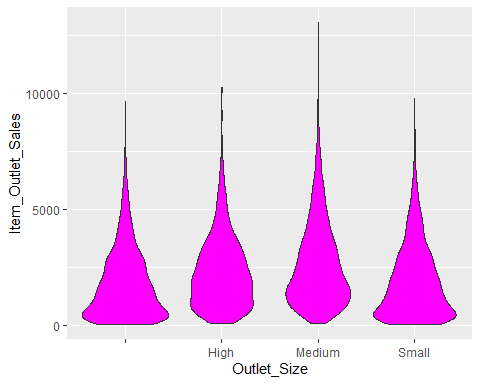 Item_Outlet_Sales
10000
5000
0
High Medium Small
Outlet_Size